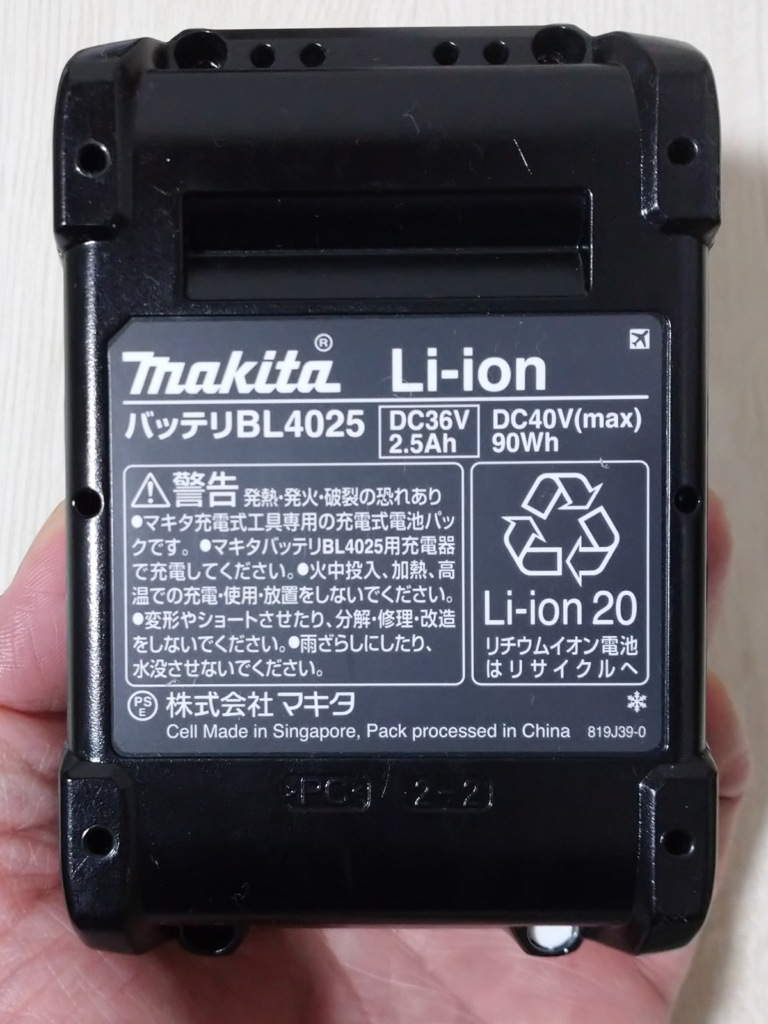 makita® Li-ion
バッテリBL4025 DC36V 2.5Ah DC40V(max) 90Wh
警告 発熱・発火・破裂の恐れあり
●マキタ充電式工具専用の充電式電池パッ
クです。●マキタバッテリBL4025用充電器
で充電してください。●火中投入、加熱、高
温での充電・使用・放置をしないでください。
●変形やショートさせたり、分解・修理・改造
をしないでください。●雨ざらしにしたり、
水没させないでください。
Li-ion 20
リチウムイオン電池
はリサイクルへ
PSE 株式会社マキタ
Cell Made in Singapore, Pack processed in China 819J39-0
>PC< 2-2